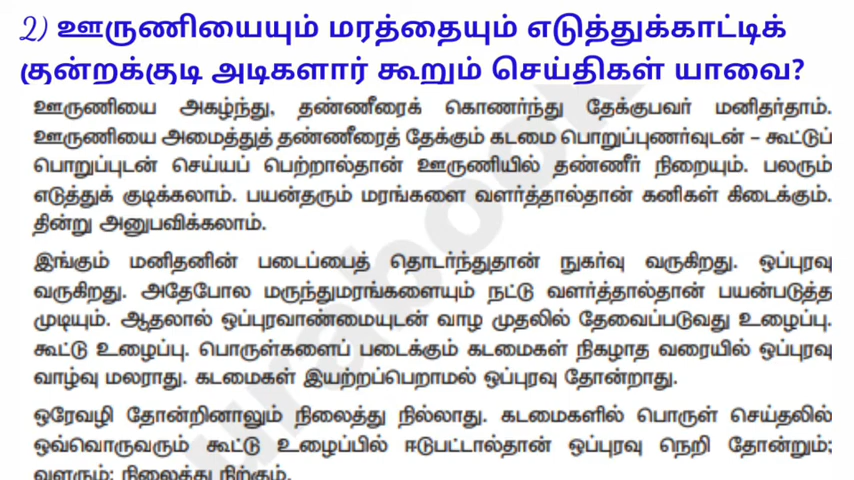 2) ஊருணியையும் மரத்தையும் எடுத்துக்காட்டிக்
குன்றக்குடி அடிகளார் கூறும் செய்திகள் யாவை?
ஊருணியை அகழ்ந்து, தண்ணீரைக் கொணர்ந்து தேக்குபவர் மனிதர்தாம்.
ஊருணியை அமைத்துத் தண்ணீரைத் தேக்கும் கடமை பொறுப்புணர்வுடன் – கூட்டுப்
பொறுப்புடன் செய்யப் பெற்றால்தான் ஊருணியில் தண்ணீர் நிறையும். பலரும்
எடுத்துக் குடிக்கலாம். பயன்தரும் மரங்களை வளர்த்தால்தான் கனிகள் கிடைக்கும்.
தின்று அனுபவிக்கலாம்.
இங்கும் மனிதனின் படைப்பைத் தொடர்ந்துதான் நுகர்வு வருகிறது. ஒப்புரவு
வருகிறது. அதேபோல மருந்துமரங்களையும் நட்டு வளர்த்தால்தான் பயன்படுத்த
முடியும். ஆதலால் ஒப்புரவாண்மையுடன் வாழ முதலில் தேவைப்படுவது உழைப்பு.
கூட்டு உழைப்பு. பொருள்களைப் படைக்கும் கடமைகள் நிகழாத வரையில் ஒப்புரவு
வாழ்வு மலராது. கடமைகள் இயற்றப்பெறாமல் ஒப்புரவு தோன்றாது.
ஒரேவழி தோன்றினாலும் நிலைத்து நில்லாது. கடமைகளில் பொருள் செய்தலில்
ஒவ்வொருவரும் கூட்டு உழைப்பில் ஈடுபட்டால்தான் ஒப்புரவு நெறி தோன்றும்;
வளரும்; நிலைத்து நிற்கும்.